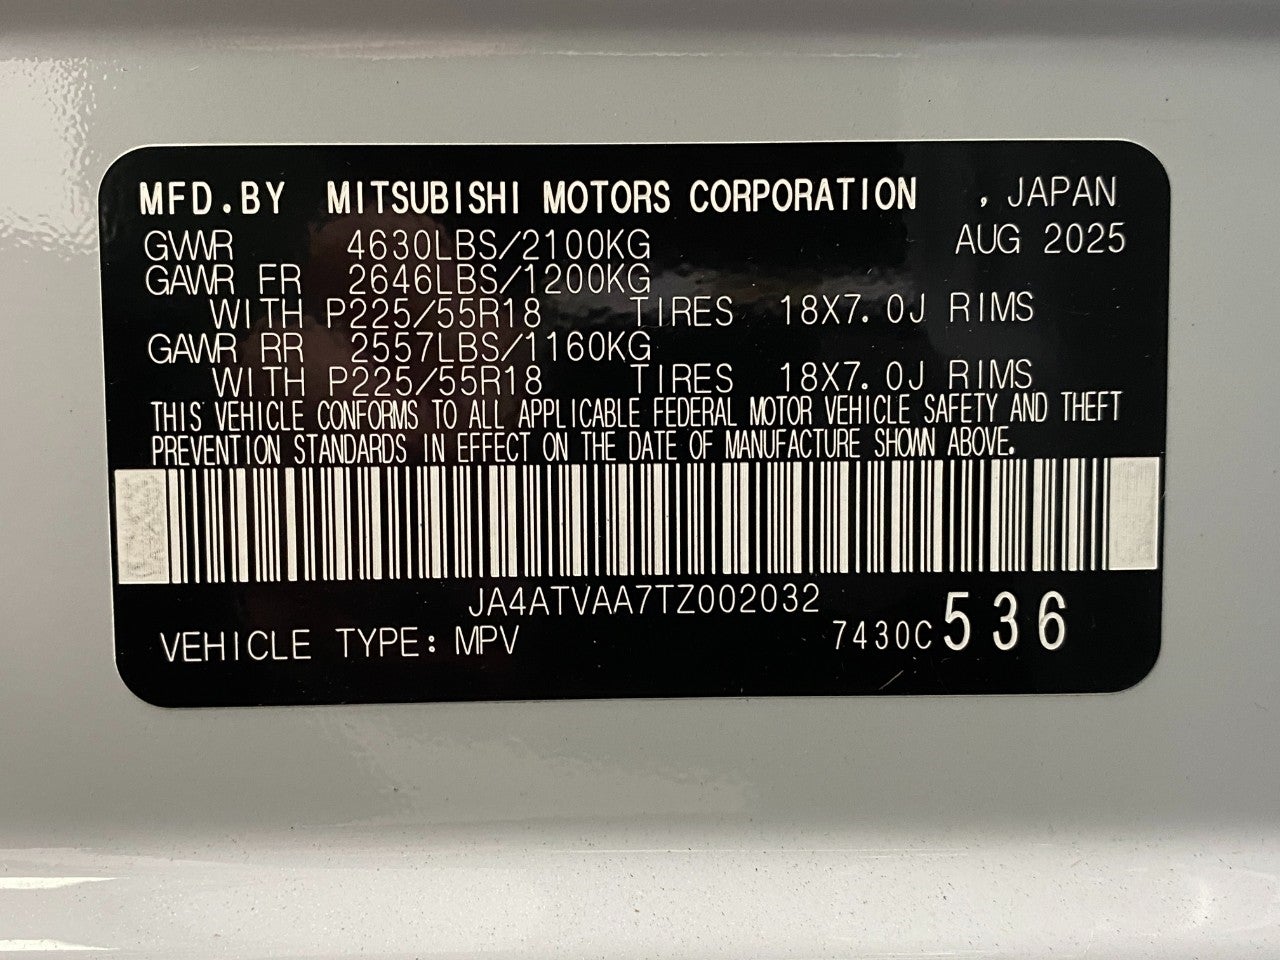 MFD.BY MITSUBISHI MOTORS CORPORATION , JAPAN
GVWR 4630LBS/2100KG AUG 2025
GAWR FR 2646LBS/1200KG
WITH P225/55R18 TIRES 18X7.0J RIMS
GAWR RR 2557LBS/1160KG
WITH P225/55R18 TIRES 18X7.0J RIMS
THIS VEHICLE CONFORMS TO ALL APPLICABLE FEDERAL MOTOR VEHICLE SAFETY AND THEFT
PREVENTION STANDARDS IN EFFECT ON THE DATE OF MANUFACTURE SHOWN ABOVE.
JA4ATVAA7TZ002032
VEHICLE TYPE: MPV 7430C 536